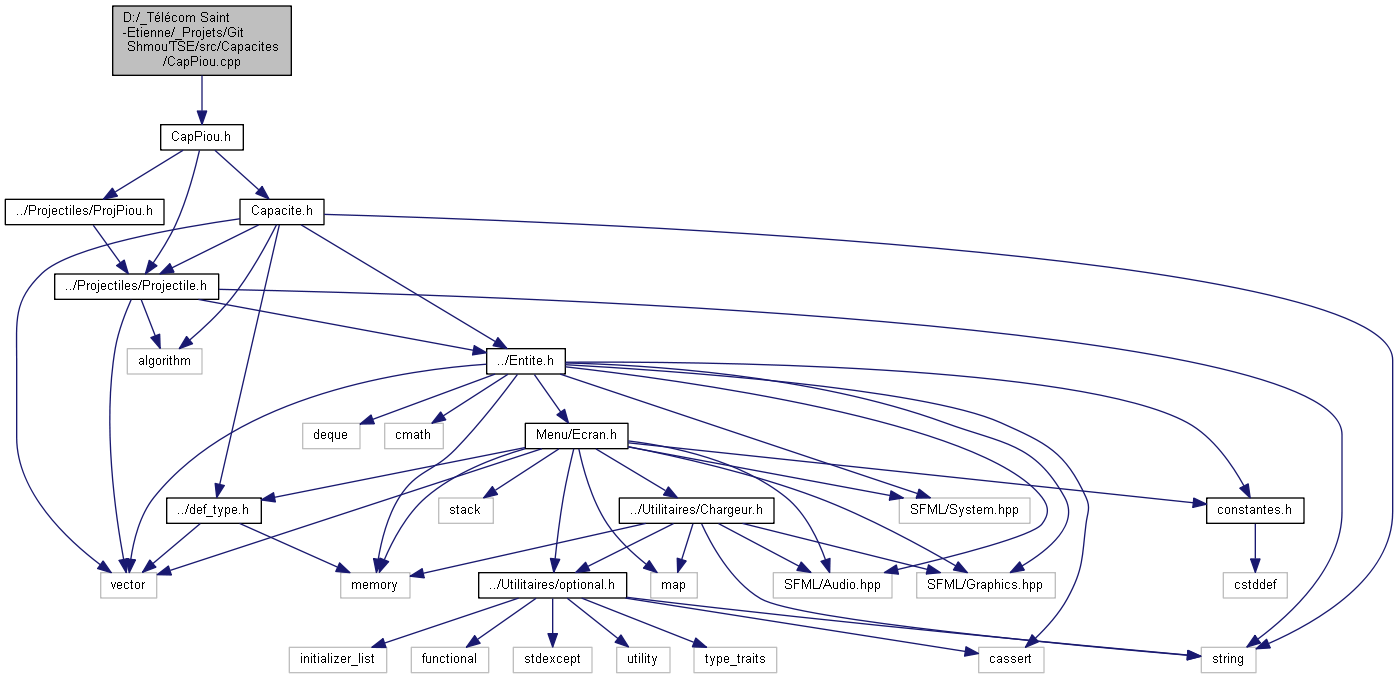 D:/_Télécom Saint
-Etienne/_Projets/Git
ShmouTSE/src/Capacites
/CapPiou.cpp
CapPiou.h
../Projectiles/ProjPiou.h
Capacite.h
../Projectiles/Projectile.h
algorithm
../Entite.h
deque
cmath
Menu/Ecran.h
../def_type.h
stack
../Utilitaires/Chargeur.h
SFML/System.hpp
constantes.h
vector
memory
../Utilitaires/optional.h
map
SFML/Audio.hpp
SFML/Graphics.hpp
cstddef
initializer_list
functional
stdexcept
utility
type_traits
cassert
string